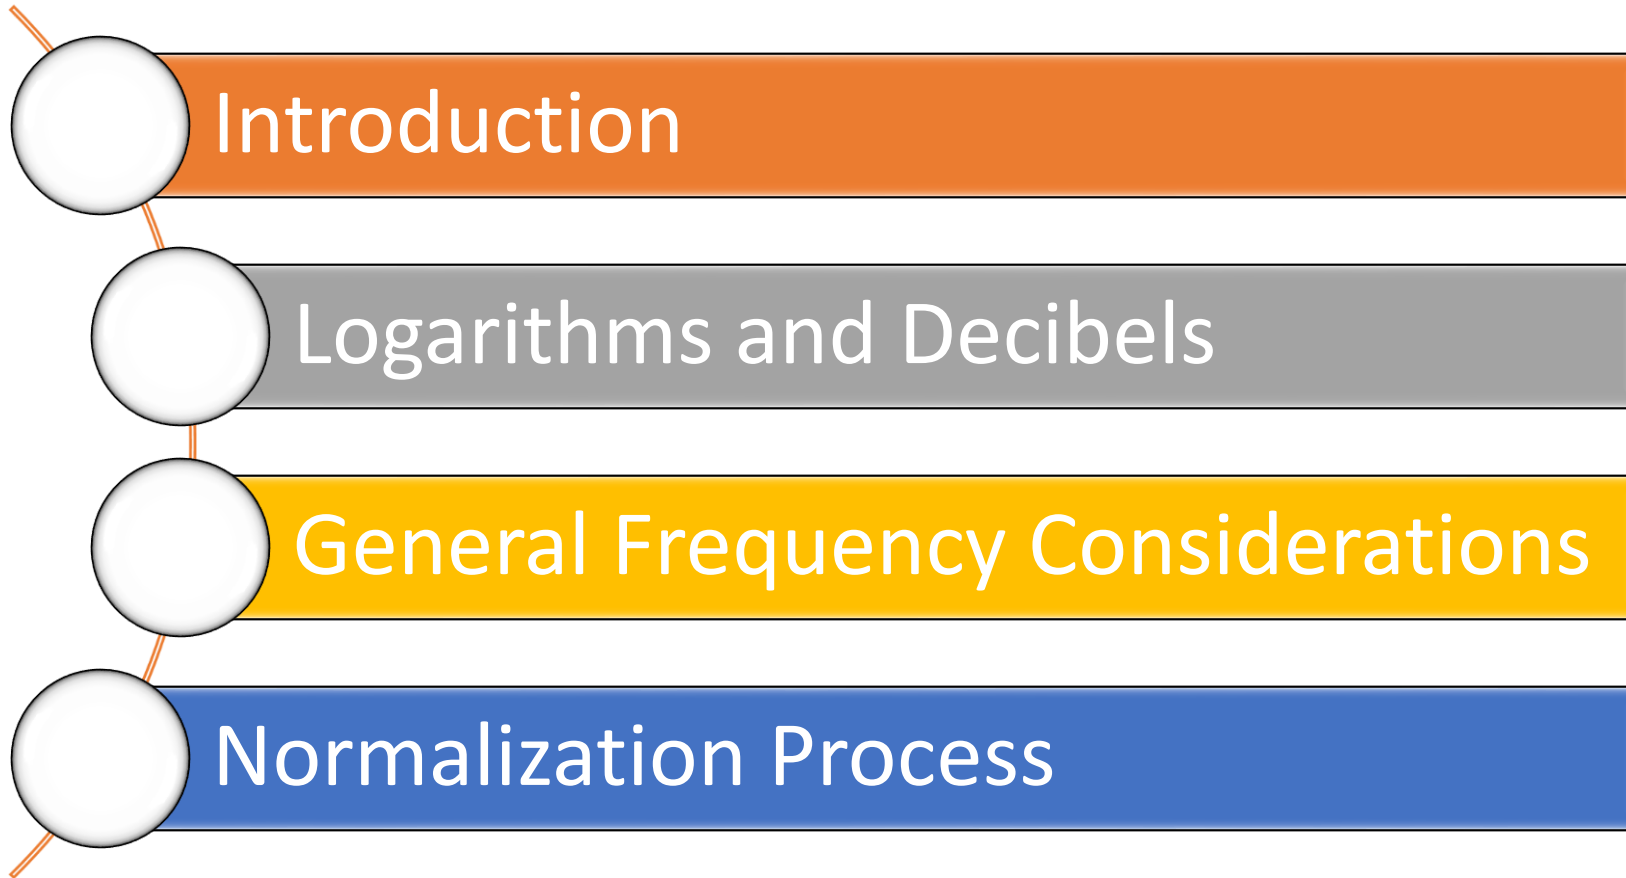 Introduction
Logarithms and Decibels
General Frequency Considerations
Normalization Process